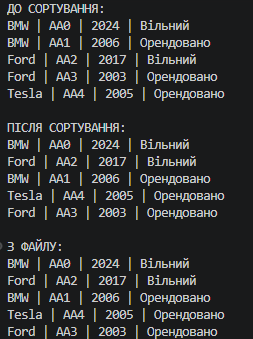 ДО СОРТУВАННЯ:
BMW | AA0 | 2024 | Вільний
BMW | AA1 | 2006 | Орендовано
Ford | AA2 | 2017 | Вільний
Ford | AA3 | 2003 | Орендовано
Tesla | AA4 | 2005 | Орендовано

ПІСЛЯ СОРТУВАННЯ:
BMW | AA0 | 2024 | Вільний
Ford | AA2 | 2017 | Вільний
BMW | AA1 | 2006 | Орендовано
Tesla | AA4 | 2005 | Орендовано
Ford | AA3 | 2003 | Орендовано

З ФАЙЛУ:
BMW | AA0 | 2024 | Вільний
Ford | AA2 | 2017 | Вільний
BMW | AA1 | 2006 | Орендовано
Tesla | AA4 | 2005 | Орендовано
Ford | AA3 | 2003 | Орендовано